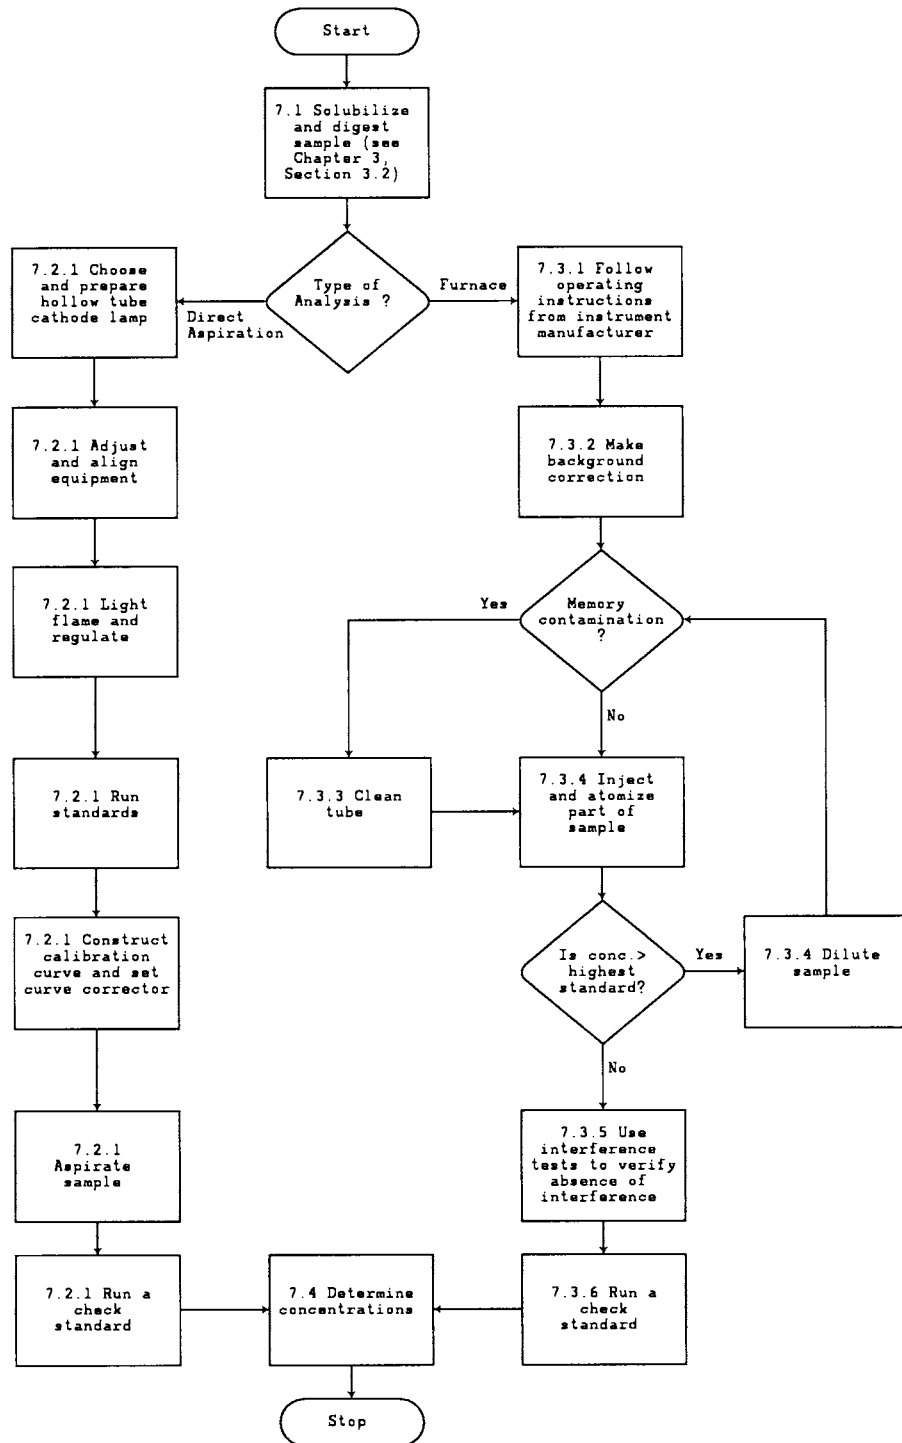 Start
7.1 Solubilize
and digest
sample (see
Chapter 3,
Section 3.2)
Type of
Analysis ?
Direct
Aspiration
Furnace
7.2.1 Choose
and prepare
hollow tube
cathode lamp
7.3.1 Follow
operating
instructions
from instrument
manufacturer
7.2.1 Adjust
and align
equipment
7.3.2 Make
background
correction
7.2.1 Light
flame and
regulate
Memory
contamination
?
Yes
No
7.2.1 Run
standards
7.3.3 Clean
tube
7.3.4 Inject
and atomize
part of
sample
7.2.1 Construct
calibration
curve and set
curve corrector
Is conc.>
highest
standard?
Yes
7.3.4 Dilute
sample
No
7.2.1
Aspirate
sample
7.3.5 Use
interference
tests to verify
absence of
interference
7.2.1 Run a
check
standard
7.4 Determine
concentrations
7.3.6 Run a
check
standard
Stop